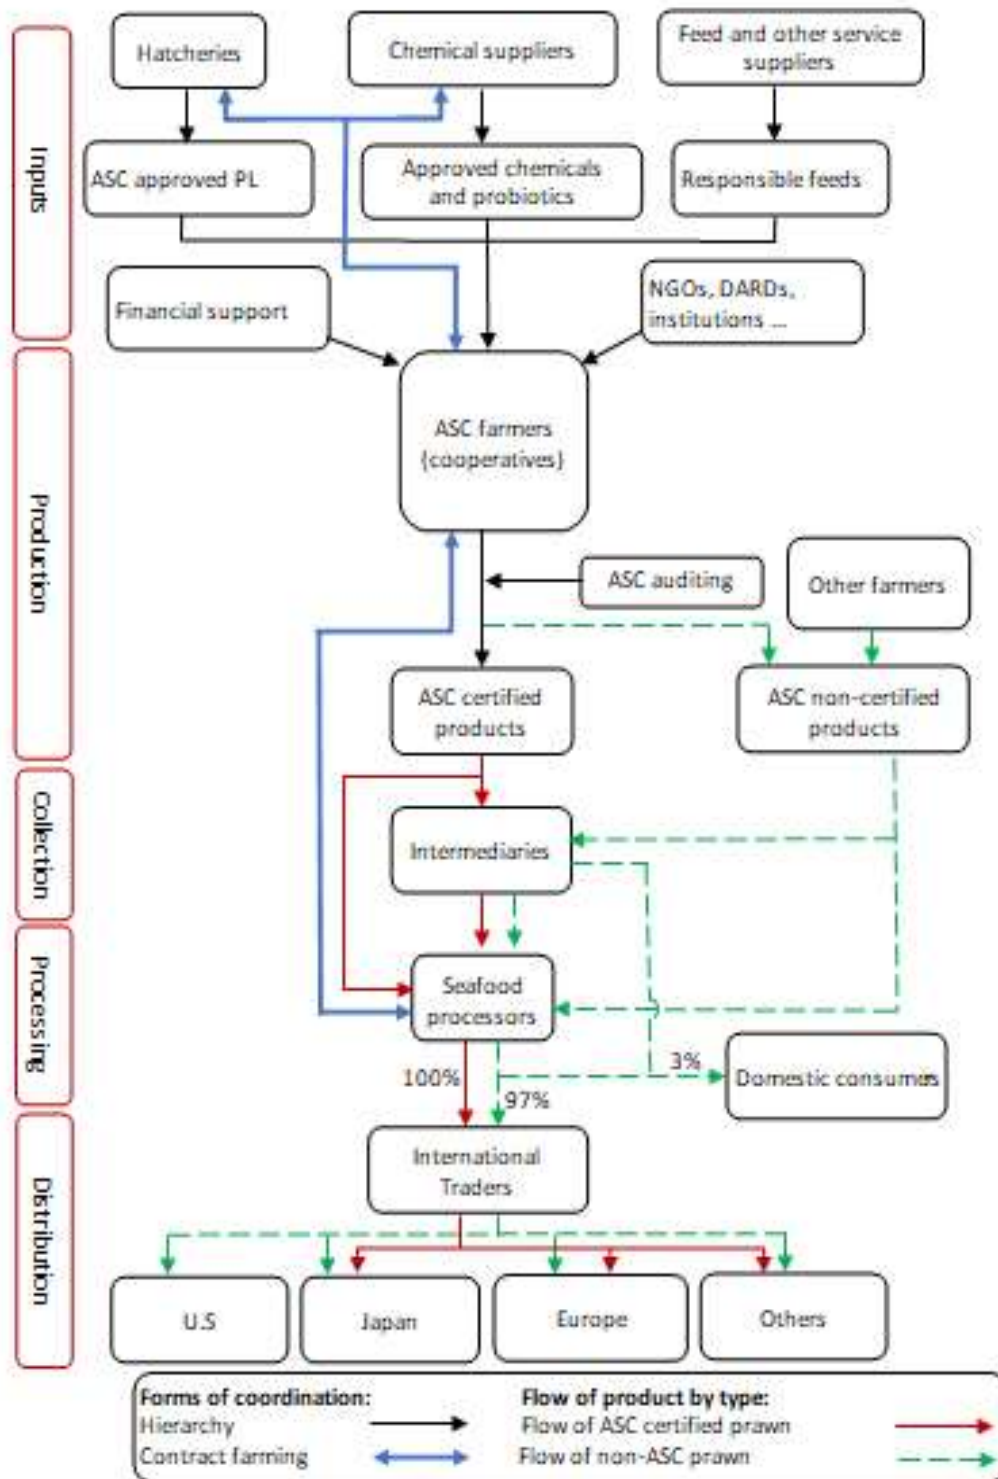 Hatcheries
Chemical suppliers
Feed and other service
suppliers
Inputs
ASC approved PL
Approved chemicals
and probiotics
Responsible feeds
Financial support
NGOs, DARDs,
institutions ...
Production
ASC farmers
(cooperatives)
ASC auditing
Other farmers
ASC certified
products
ASC non-certified
products
Collection
Intermediaries
Processing
Seafood
processors
100%
97%
3%
Domestic consumes
Distribution
International
Traders
U.S
Japan
Europe
Others
Forms of coordination:
Hierarchy
Contract farming
Flow of product by type:
Flow of ASC certified prawn
Flow of non-ASC prawn